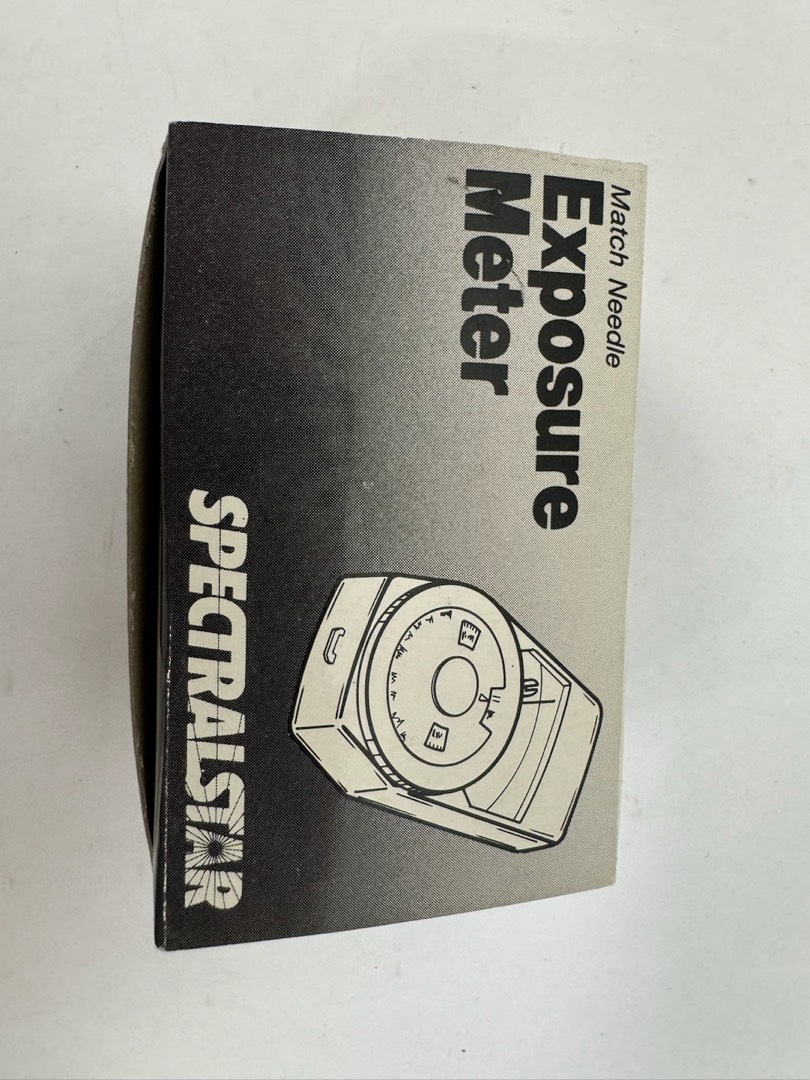 Match Needle
Exposure
Meter
SPECTRALSTAR